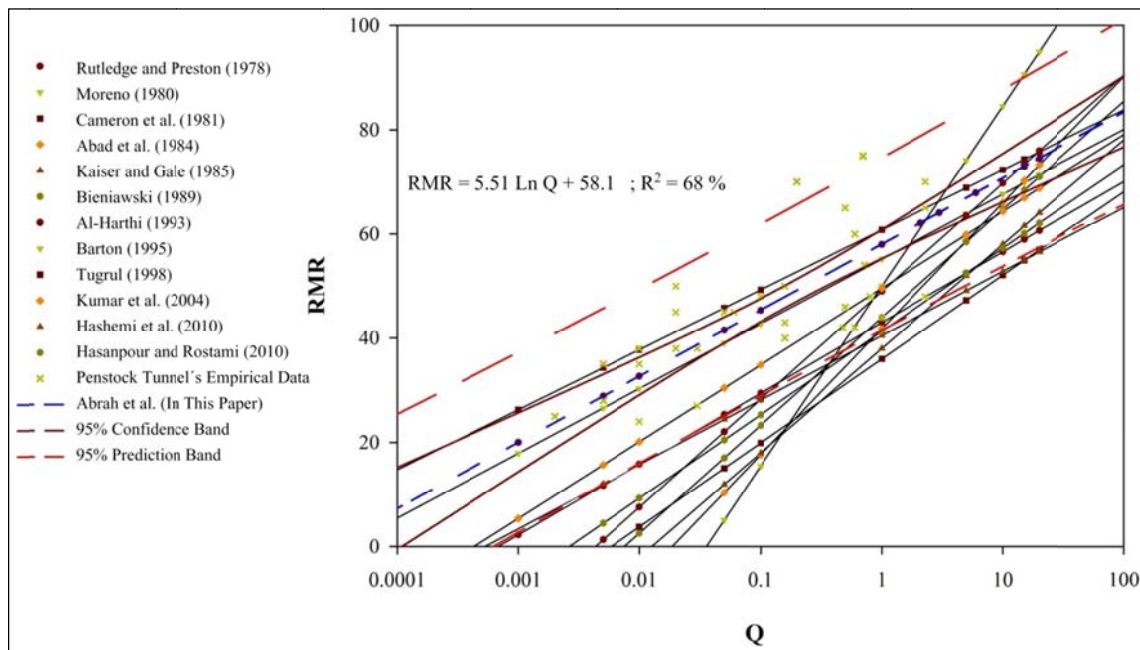 Rutledge and Preston (1978)
Moreno (1980)
Cameron et al. (1981)
Abad et al. (1984)
Kaiser and Gale (1985)
Bieniawski (1989)
Al-Harthi (1993)
Barton (1995)
Tugrul (1998)
Kumar et al. (2004)
Hashemi et al. (2010)
Hasanpour and Rostami (2010)
Penstock Tunnel´s Empirical Data
Abrah et al. (In This Paper)
95% Confidence Band
95% Prediction Band
RMR
100
80
60
40
20
0
RMR = 5.51 Ln Q + 58.1 ; R² = 68 %
0.0001 0.001 0.01 0.1 1 10 100
Q